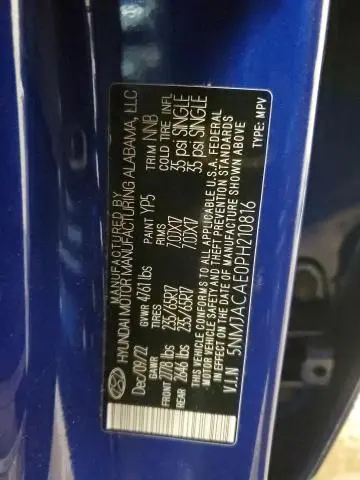 HYUNDAI MOTOR MANUFACTURING ALABAMA, LLC
Dec/09/22 GVWR 4761 lbs PAINT YP5 TRIM NNB
GAWR TIRES RIMS COLD TIRE INFL
FRONT 2778 lbs 235/65R17 7.0JX17 35 psi SINGLE
REAR 2646 lbs 235/65R17 7.0JX17 35 psi SINGLE
THIS VEHICLE CONFORMS TO ALL APPLICABLE U.S.A. FEDERAL
MOTOR VEHICLE SAFETY AND THEFT PREVENTION STANDARDS
IN EFFECT ON THE DATE OF MANUFACTURE SHOWN ABOVE
V.I.N 5NMJACAE0PH210816 TYPE: MPV